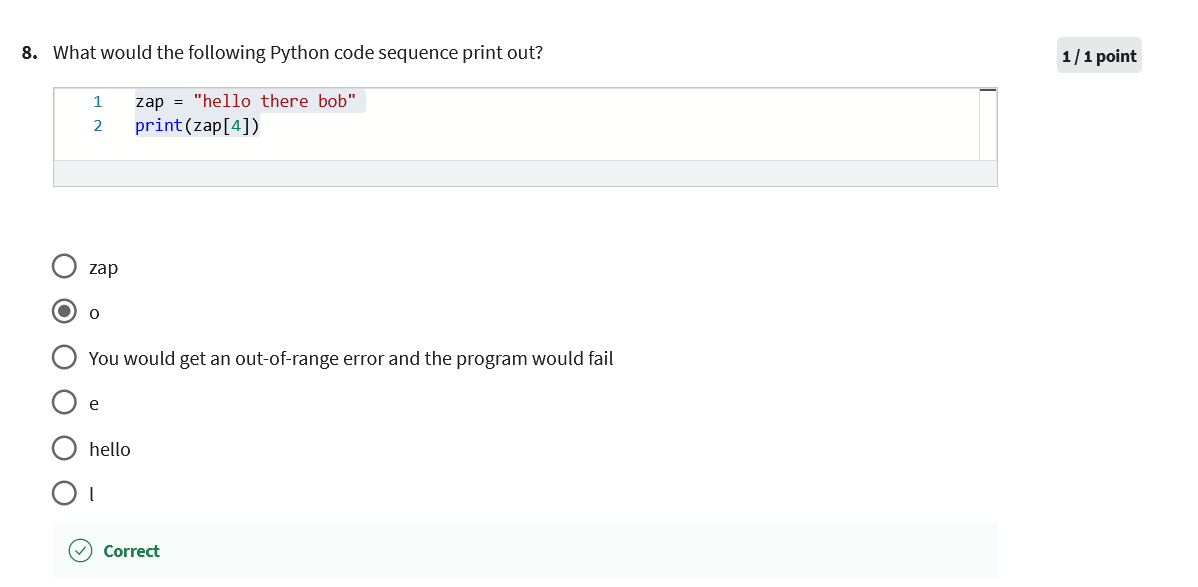 8. What would the following Python code sequence print out?
1 / 1 point
1 zap = "hello there bob"
2 print(zap[4])
zap
o
You would get an out-of-range error and the program would fail
e
hello
l
Correct